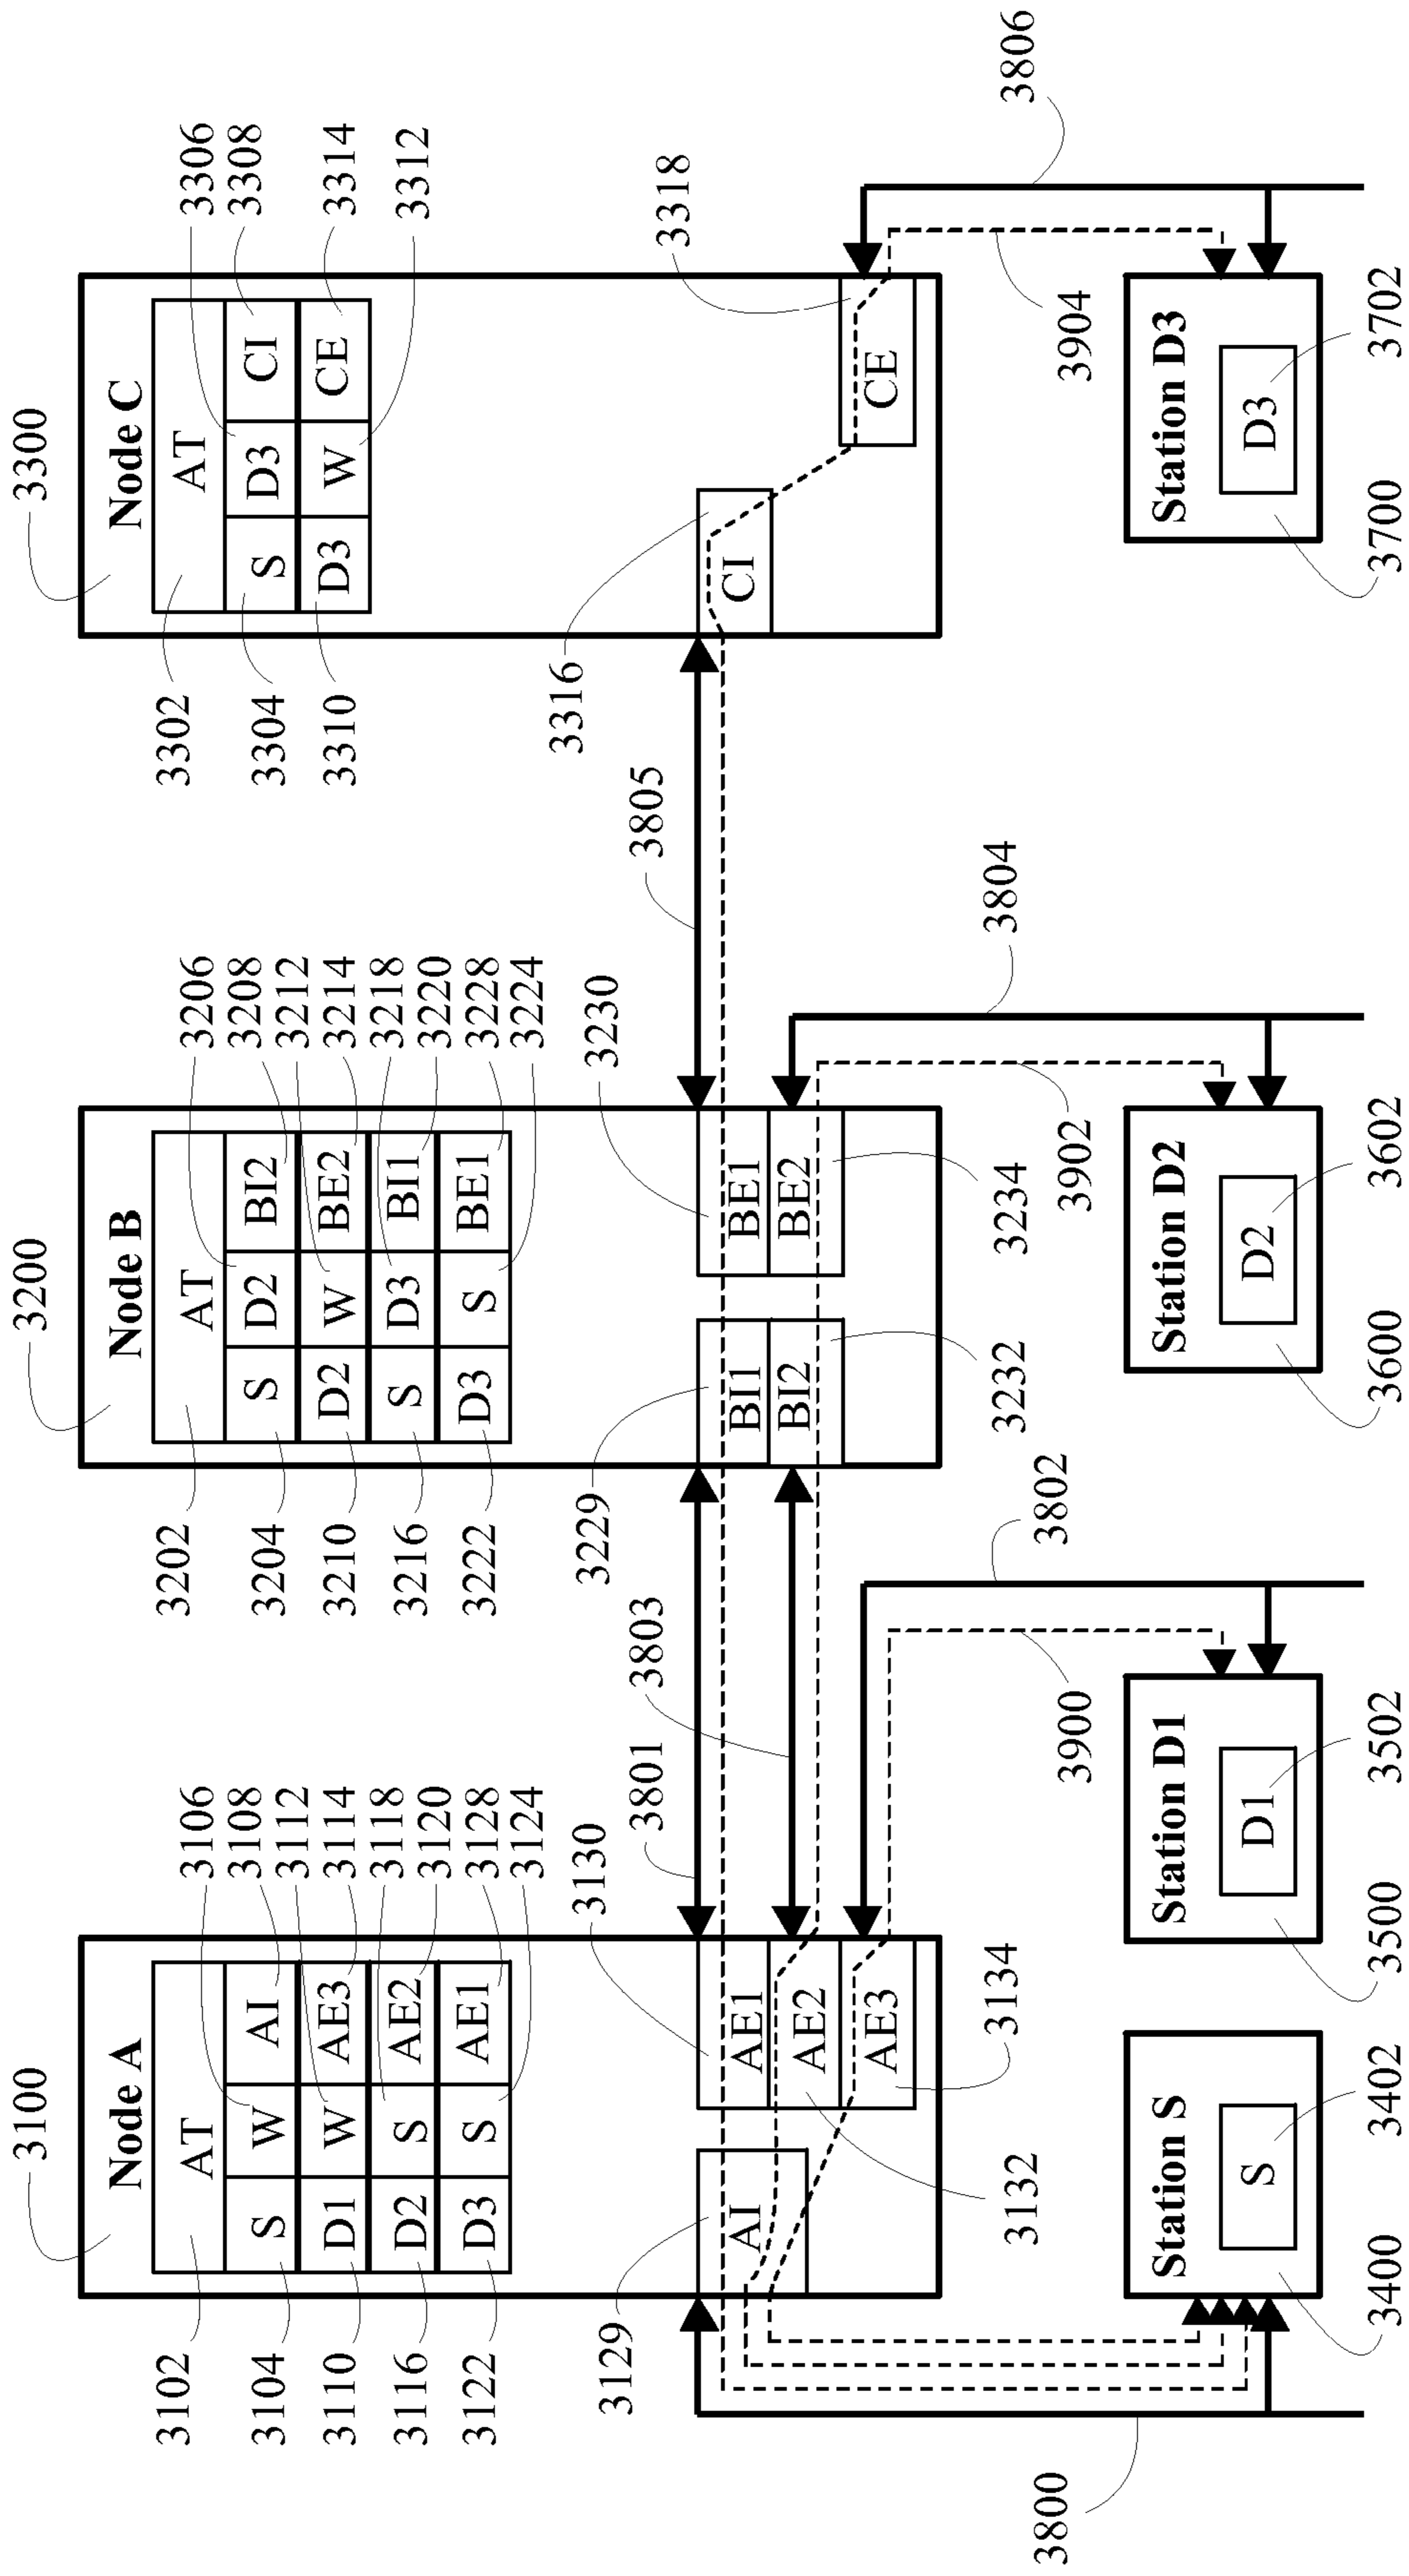 3100
Node A
3102
AT
3106
3104
S W AI
3108
3110
D1 W AE3
3112
3114
3116
D2 S AE2
3118
3120
3122
D3 S AE1
3128
3124
3129
AI
3130
AE1
AE2
AE3
3132
3134
3801
3803
3200
Node B
3202
AT
3206
3204
S D2 BI2
3208
3210
D2 W BE2
3212
3214
3216
S D3 BI1
3218
3220
3222
D3 S BE1
3228
3224
3229
BI1 BE1
3230
BI2 BE2
3232
3234
3805
3300
Node C
3302
AT
3306
3304
S D3 CI
3308
3310
D3 W CE
3314
3312
3316
CI
3318
CE
3800
Station S
S
3400
3402
3900
3802
Station D1
D1
3500
3502
3902
3804
Station D2
D2
3600
3602
3904
3806
Station D3
D3
3700
3702